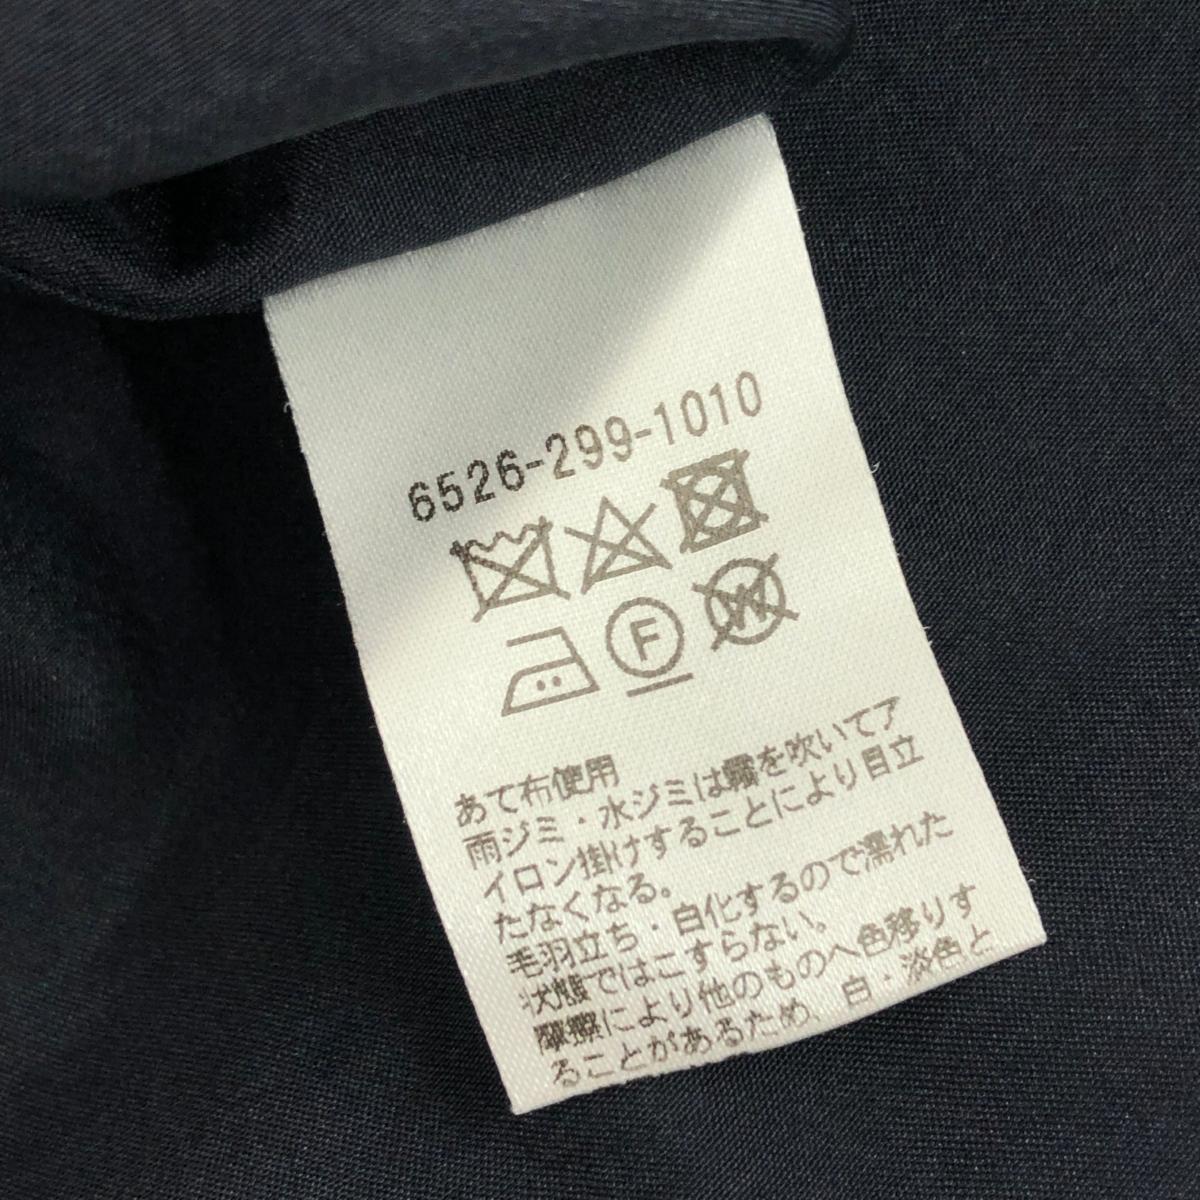 6526-299-1010
F
W
あて布使用
雨ジミ・水ジミは霧を吹いてア
イロン掛けすることにより目立
たなくなる。
毛羽立ち・白化するので濡れた
状態ではこすらない。
摩擦により他のものへ色移りす
ることがあるため、白・淡色と